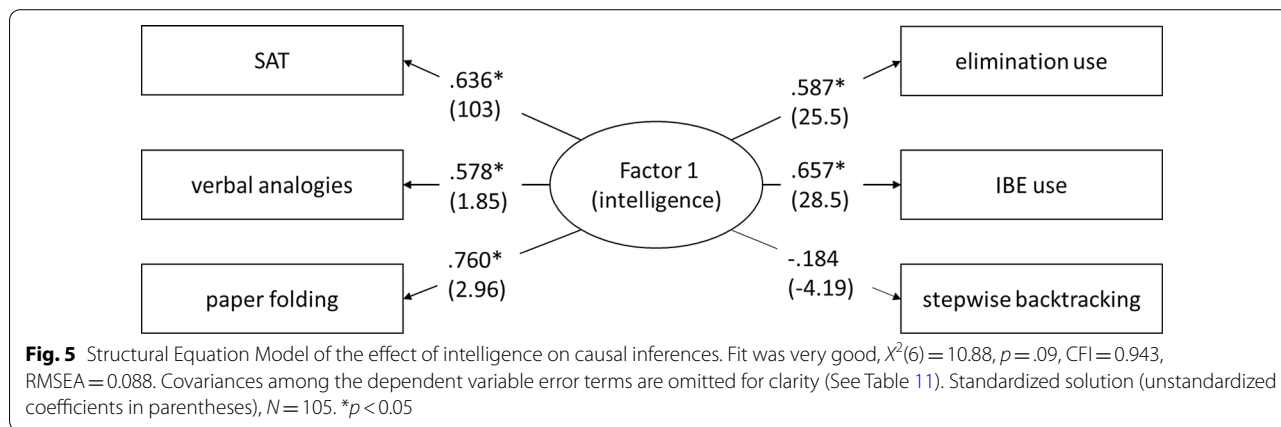 SAT
.636*
(103)
verbal analogies
.578*
(1.85)
paper folding
.760*
(2.96)
Factor 1
(intelligence)
.587*
(25.5)
elimination use
.657*
(28.5)
IBE use
-.184
(-4.19)
stepwise backtracking
Fig. 5 Structural Equation Model of the effect of intelligence on causal inferences. Fit was very good, X²(6) = 10.88, p = .09, CFI = 0.943,
RMSEA = 0.088. Covariances among the dependent variable error terms are omitted for clarity (See Table 11). Standardized solution (unstandardized
coefficients in parentheses), N = 105. *p < 0.05